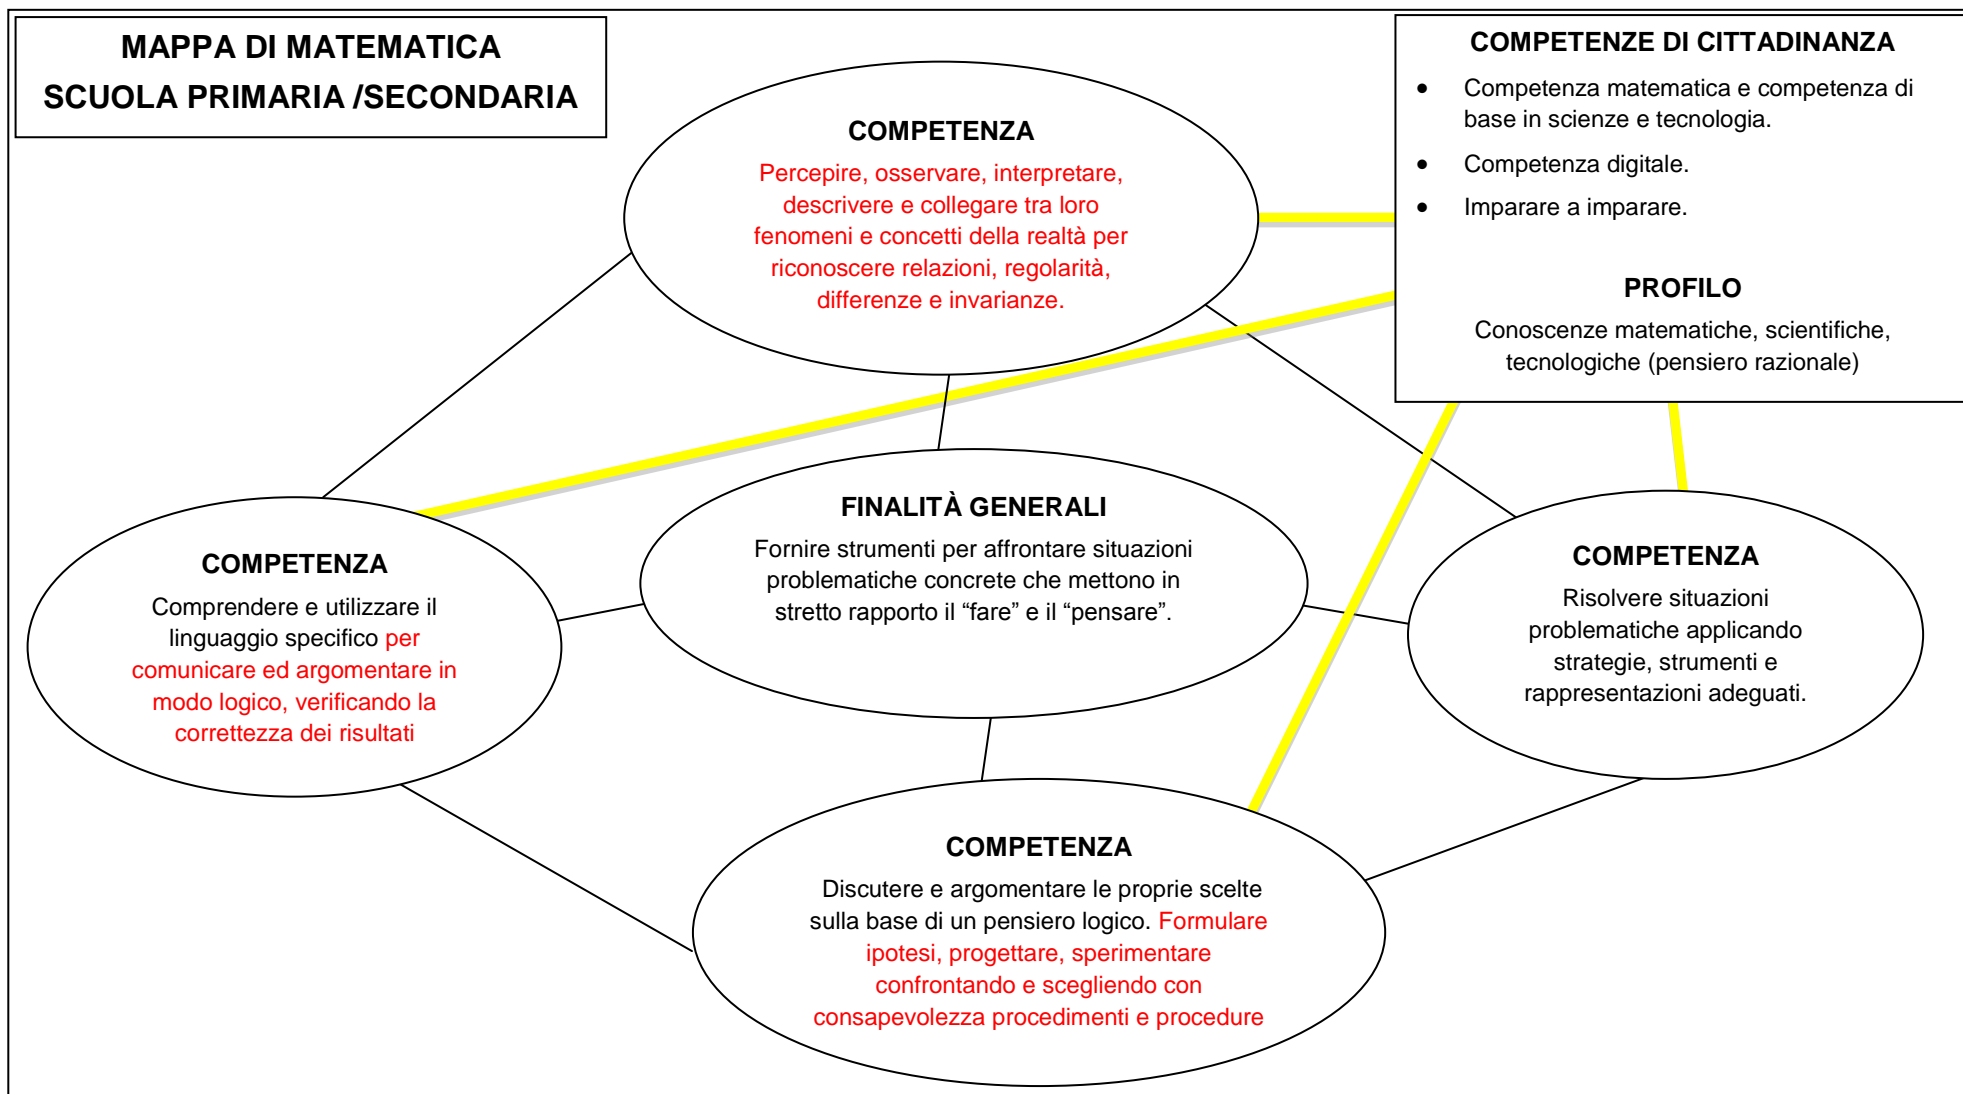 MAPPA DI MATEMATICA
SCUOLA PRIMARIA /SECONDARIA
COMPETENZE DI CITTADINANZA
• Competenza matematica e competenza di
base in scienze e tecnologia.
• Competenza digitale.
• Imparare a imparare.
PROFILO
Conoscenze matematiche, scientifiche,
tecnologiche (pensiero razionale)
COMPETENZA
Percepire, osservare, interpretare,
descrivere e collegare tra loro
fenomeni e concetti della realtà per
riconoscere relazioni, regolarità,
differenze e invarianze.
COMPETENZA
Comprendere e utilizzare il
linguaggio specifico per
comunicare ed argomentare in
modo logico, verificando la
correttezza dei risultati
FINALITÀ GENERALI
Fornire strumenti per affrontare situazioni
problematiche concrete che mettono in
stretto rapporto il “fare” e il “pensare”.
COMPETENZA
Risolvere situazioni
problematiche applicando
strategie, strumenti e
rappresentazioni adeguati.
COMPETENZA
Discutere e argomentare le proprie scelte
sulla base di un pensiero logico. Formulare
ipotesi, progettare, sperimentare
confrontando e scegliendo con
consapevolezza procedimenti e procedure